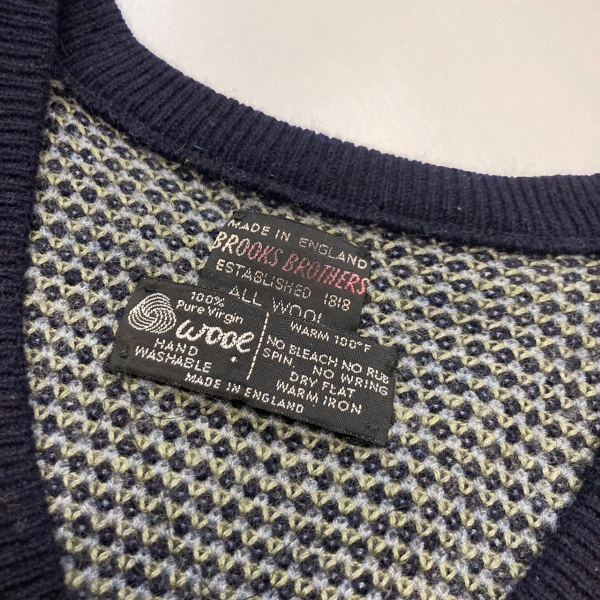 MADE IN ENGLAND
BROOKS BROTHERS
ESTABLISHED 1818
ALL WOOL
100%
Pure Virgin
wool
HAND
WASHABLE
WARM 100°F
NO BLEACH NO RUB
SPIN NO WRING
DRY FLAT
WARM IRON
MADE IN ENGLAND